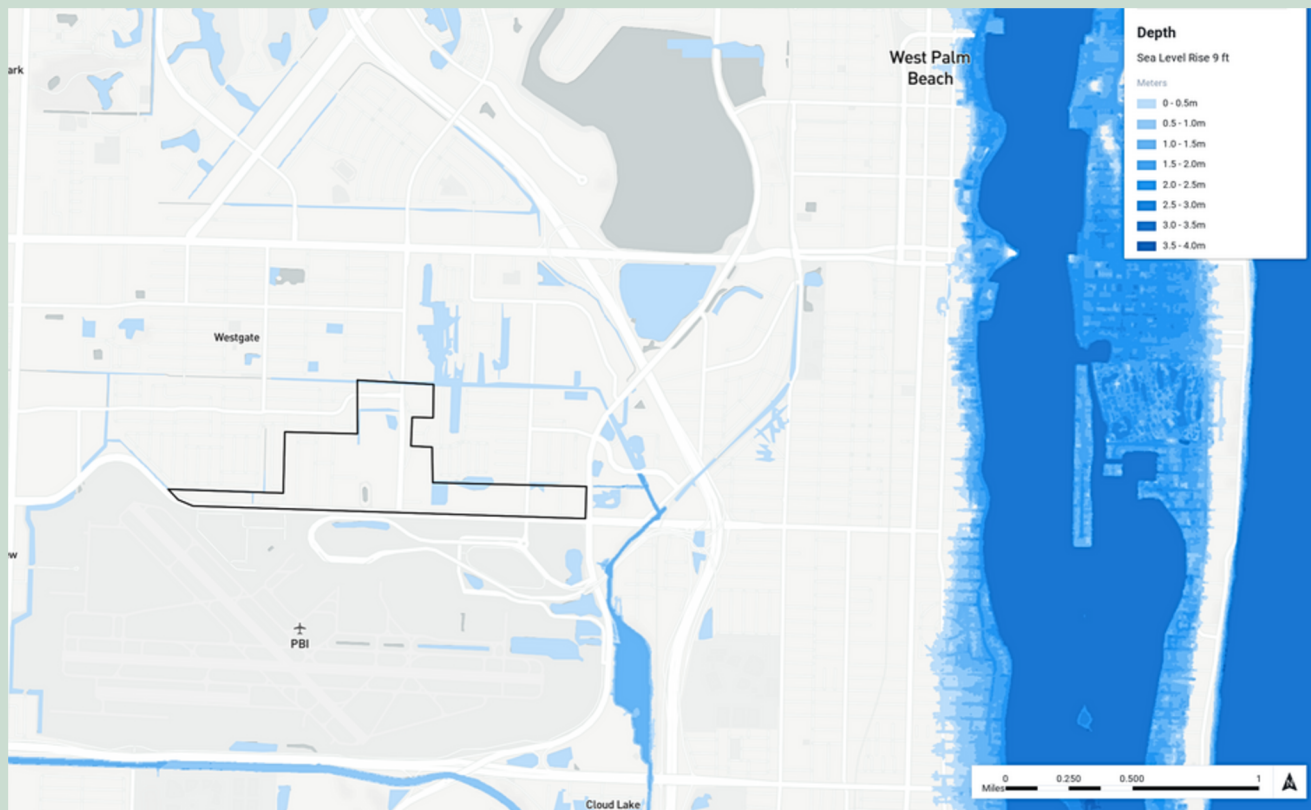 West Palm
Beach
Depth
Sea Level Rise 9 ft
Meters
0 - 0.5m
0.5 - 1.0m
1.0 - 1.5m
1.5 - 2.0m
2.0 - 2.5m
2.5 - 3.0m
3.0 - 3.5m
3.5 - 4.0m
ark
Westgate
ew
PBI
Cloud Lake
Miles 0 0.250 0.500 1
N